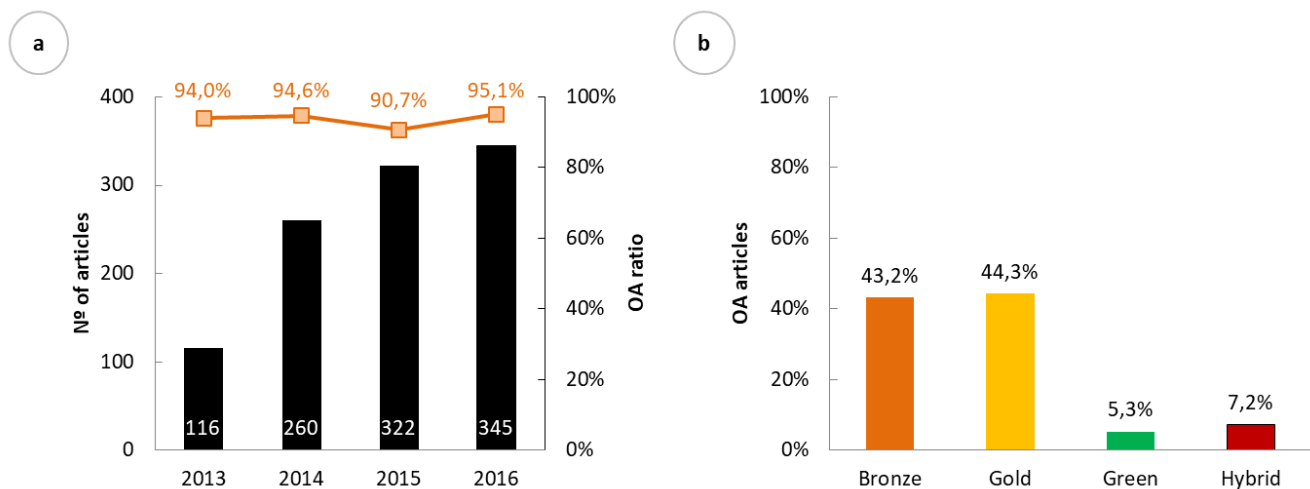 a
94,0% 94,6% 90,7% 95,1%
400
300
200
100
0
Nº of articles
116 260 322 345
2013 2014 2015 2016
100%
80%
60%
40%
20%
0%
OA ratio
b
100%
80%
60%
40%
20%
0%
OA articles
43,2% 44,3% 5,3% 7,2%
Bronze Gold Green Hybrid